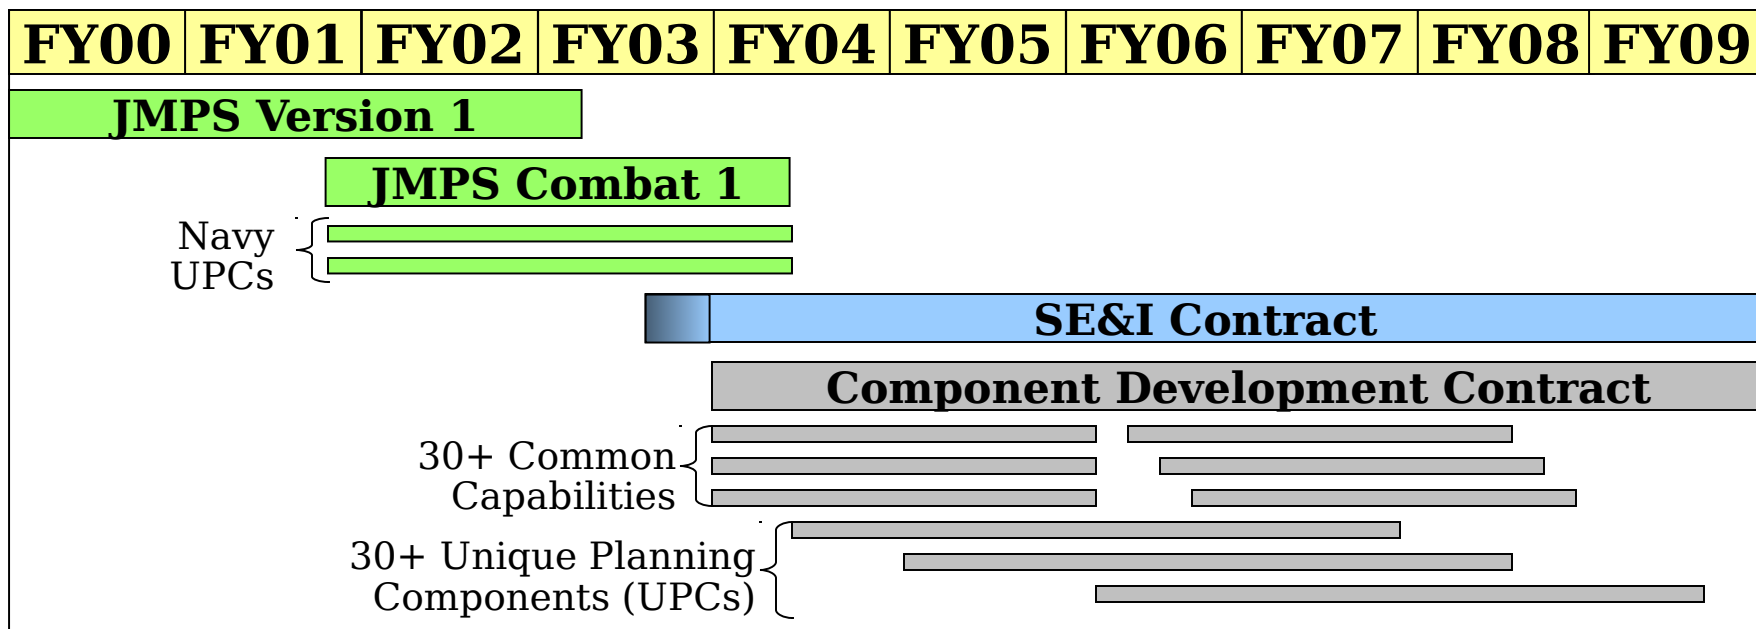 FY00 FY01 FY02 FY03 FY04 FY05 FY06 FY07 FY08 FY09
JMPS Version 1
JMPS Combat 1
Navy
UPCs
SE&I Contract
Component Development Contract
30+ Common
Capabilities
30+ Unique Planning
Components (UPCs)